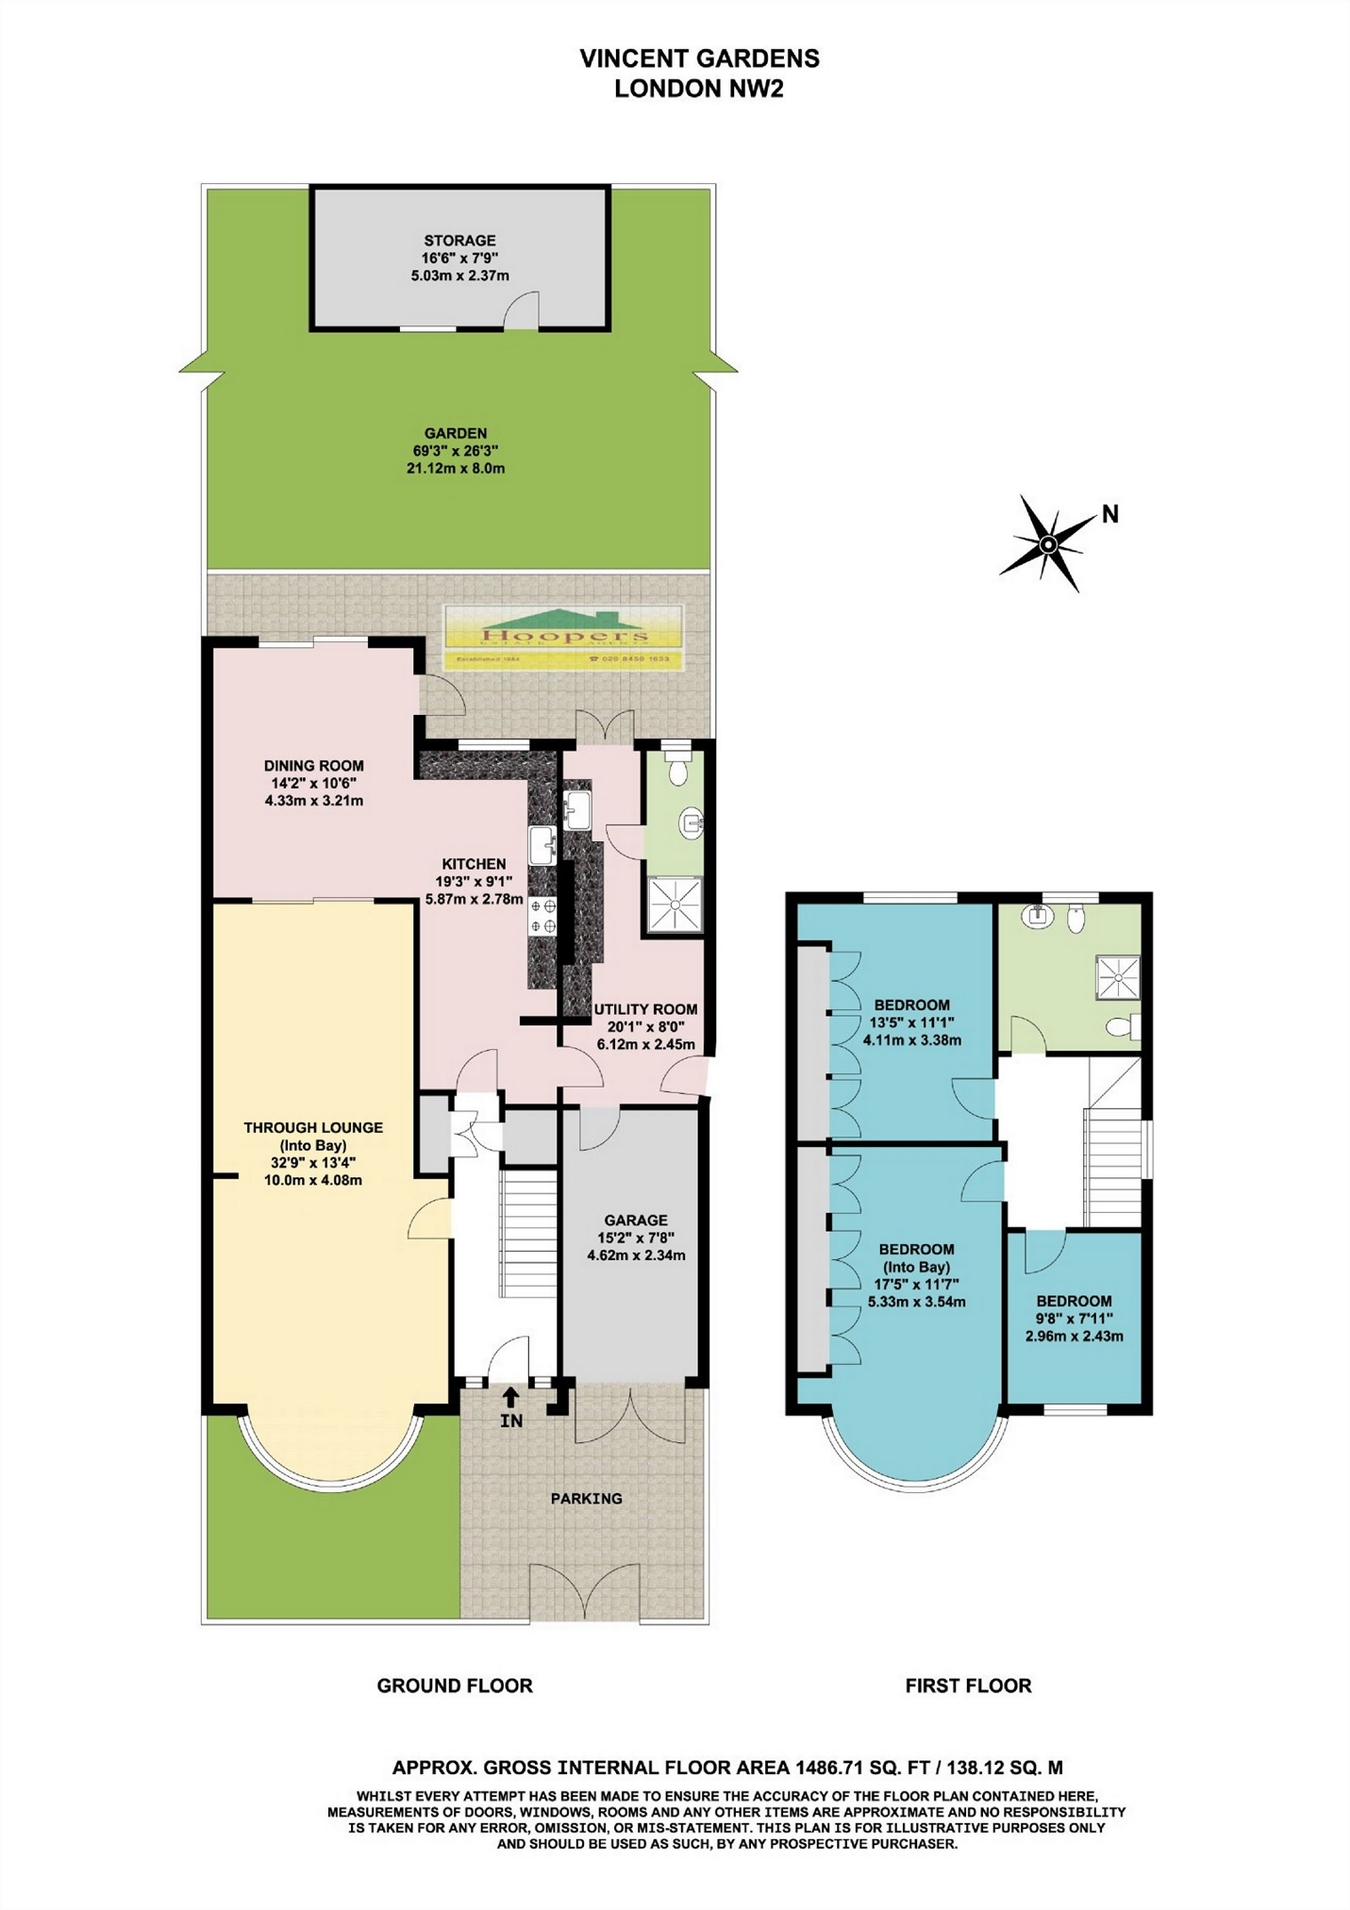 VINCENT GARDENS
LONDON NW2
STORAGE
16'6" x 7'9"
5.03m x 2.37m
GARDEN
69'3" x 26'3"
21.12m x 8.0m
N
Hoopers
ESTATE AGENTS
Established 1984
☎ 020 8450 1633
DINING ROOM
14'2" x 10'6"
4.33m x 3.21m
KITCHEN
19'3" x 9'1"
5.87m x 2.78m
UTILITY ROOM
20'1" x 8'0"
6.12m x 2.45m
THROUGH LOUNGE
(Into Bay)
32'9" x 13'4"
10.0m x 4.08m
GARAGE
15'2" x 7'8"
4.62m x 2.34m
IN
PARKING
BEDROOM
13'5" x 11'1"
4.11m x 3.38m
BEDROOM
(Into Bay)
17'5" x 11'7"
5.33m x 3.54m
BEDROOM
9'8" x 7'11"
2.96m x 2.43m
GROUND FLOOR
FIRST FLOOR
APPROX. GROSS INTERNAL FLOOR AREA 1486.71 SQ. FT / 138.12 SQ. M
WHILST EVERY ATTEMPT HAS BEEN MADE TO ENSURE THE ACCURACY OF THE FLOOR PLAN CONTAINED HERE,
MEASUREMENTS OF DOORS, WINDOWS, ROOMS AND ANY OTHER ITEMS ARE APPROXIMATE AND NO RESPONSIBILITY
IS TAKEN FOR ANY ERROR, OMISSION, OR MIS-STATEMENT. THIS PLAN IS FOR ILLUSTRATIVE PURPOSES ONLY
AND SHOULD BE USED AS SUCH, BY ANY PROSPECTIVE PURCHASER.